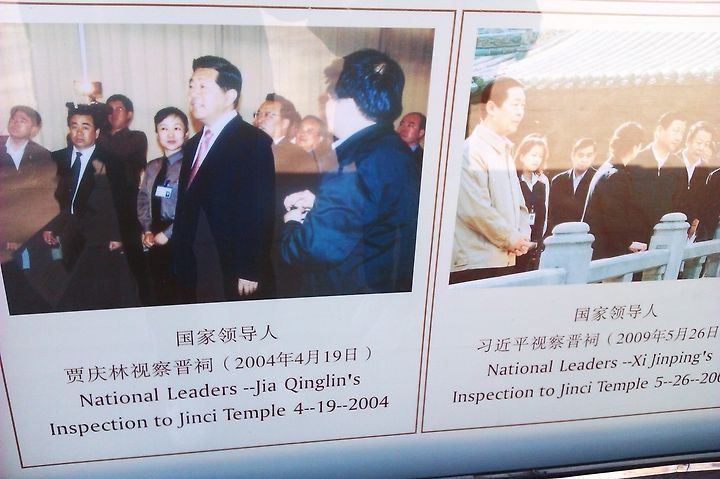 国家领导人
贾庆林视察晋祠（2004年4月19日）
National Leaders --Jia Qinglin's
Inspection to Jinci Temple 4--19--2004
国家领导人
习近平视察晋祠（2009年5月26日
National Leaders --Xi Jinping's
Inspection to Jinci Temple 5--26--200